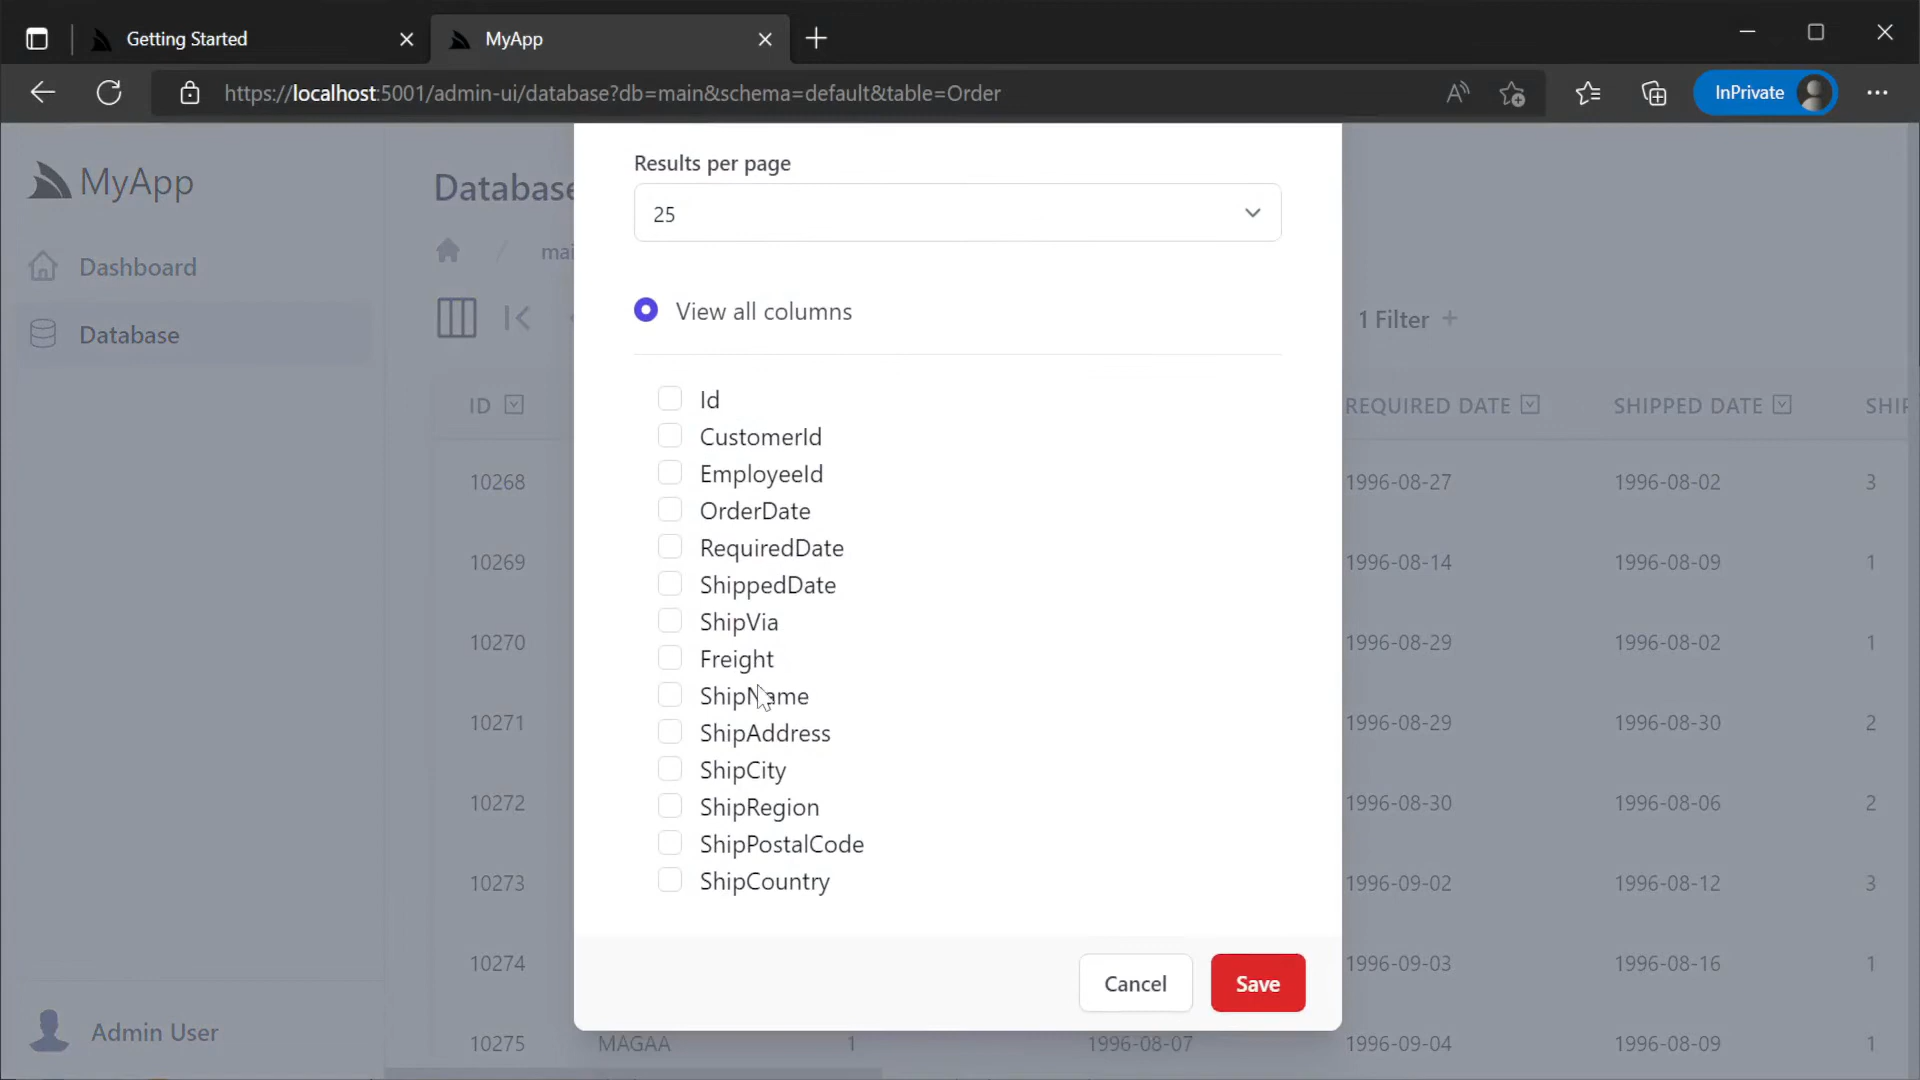 Getting Started
MyApp
https://localhost:5001/admin-ui/database?db=main&schema=default&table=Order
InPrivate
MyApp
Dashboard
Database
Admin User
Database
/ mai
1 Filter +
ID
REQUIRED DATE
SHIPPED DATE
SHIP
10268 1996-08-27 1996-08-02 3
10269 1996-08-14 1996-08-09 1
10270 1996-08-29 1996-08-02 1
10271 1996-08-29 1996-08-30 2
10272 1996-08-30 1996-08-06 2
10273 1996-09-02 1996-08-12 3
10274 1996-09-03 1996-08-16 1
10275 MAGAA 1 1996-08-07 1996-09-04 1996-08-09 1
Results per page
25
View all columns
Id
CustomerId
EmployeeId
OrderDate
RequiredDate
ShippedDate
ShipVia
Freight
ShipName
ShipAddress
ShipCity
ShipRegion
ShipPostalCode
ShipCountry
Cancel
Save